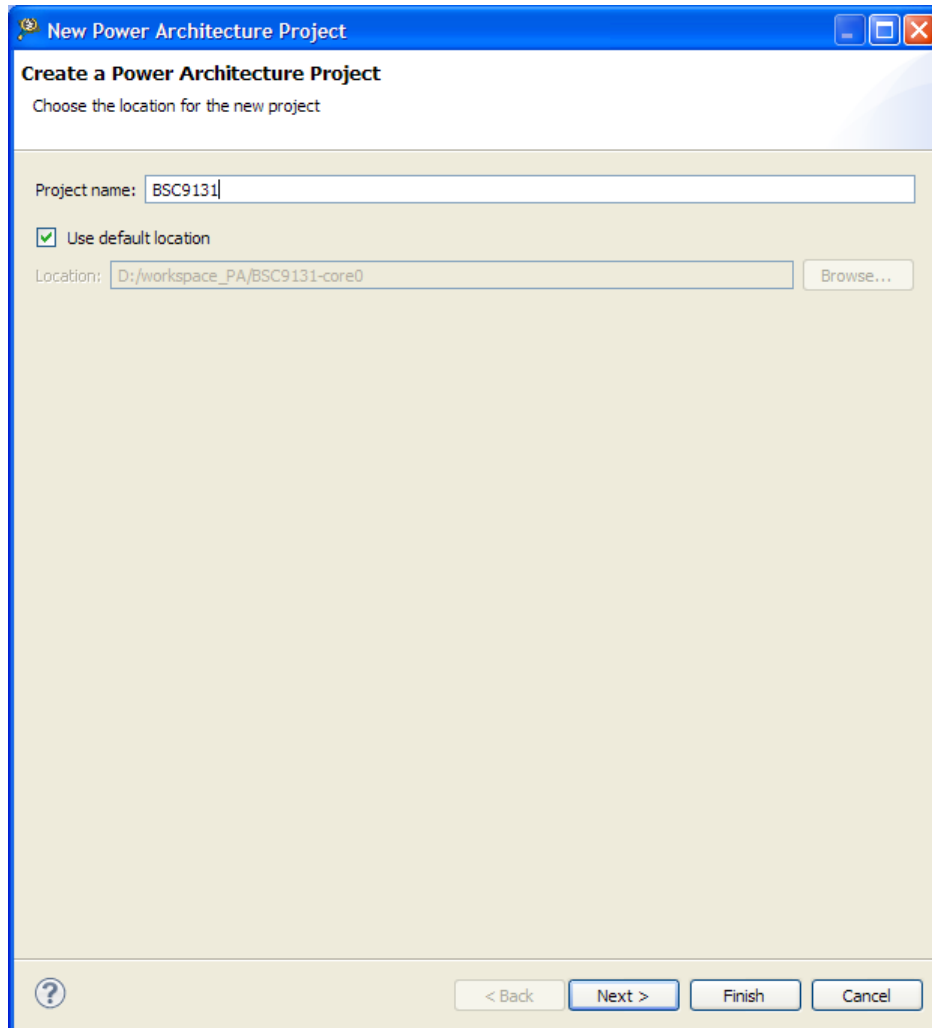 New Power Architecture Project
Create a Power Architecture Project
Choose the location for the new project
Project name: BSC9131
Use default location
Location: D:/workspace_PA/BSC9131-core0 Browse...
? < Back Next > Finish Cancel